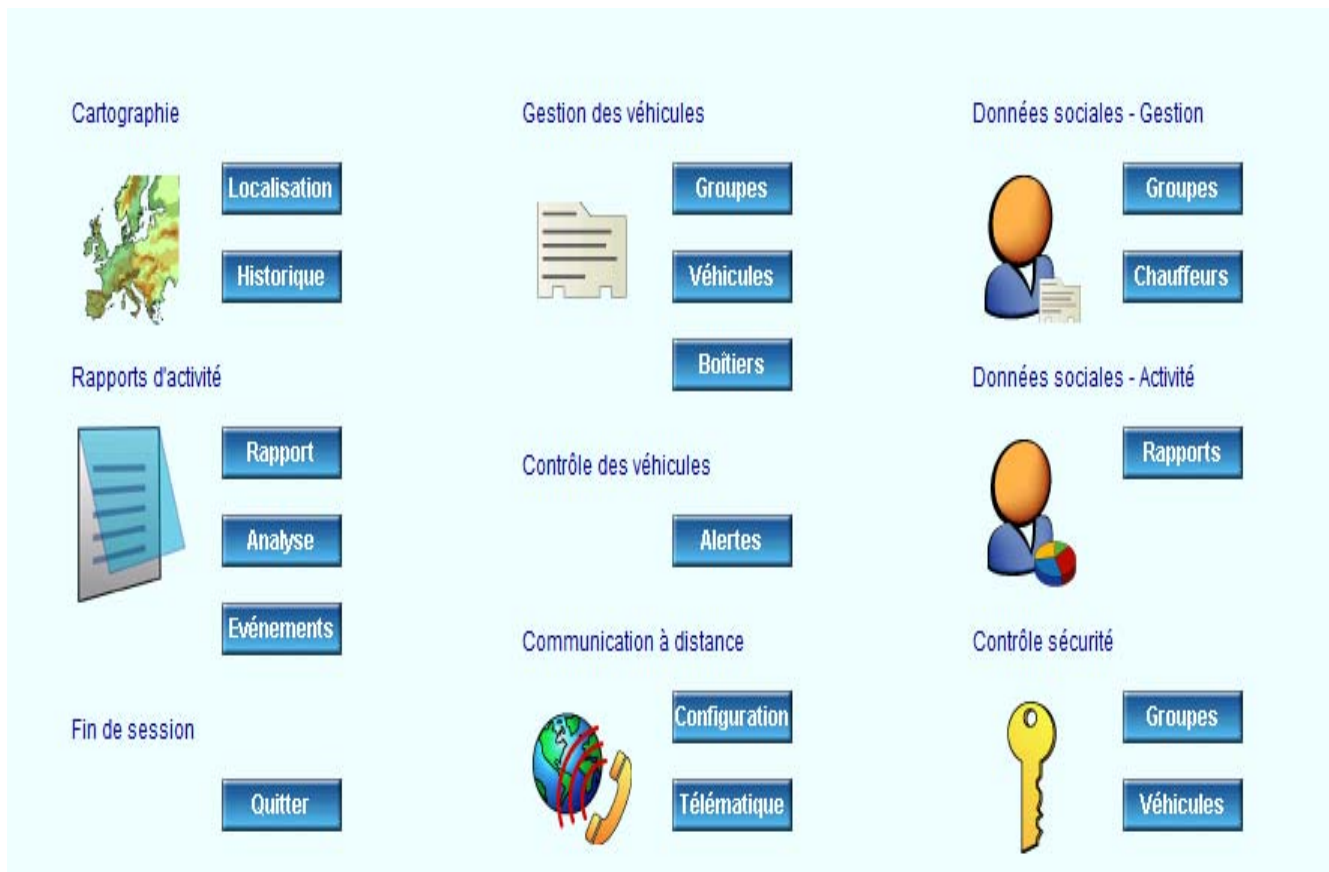 Cartographie
Localisation
Historique
Rapports d'activité
Rapport
Analyse
Evénements
Fin de session
Quitter
Gestion des véhicules
Groupes
Véhicules
Boîtiers
Contrôle des véhicules
Alertes
Communication à distance
Configuration
Télématique
Données sociales - Gestion
Groupes
Chauffeurs
Données sociales - Activité
Rapports
Contrôle sécurité
Groupes
Véhicules